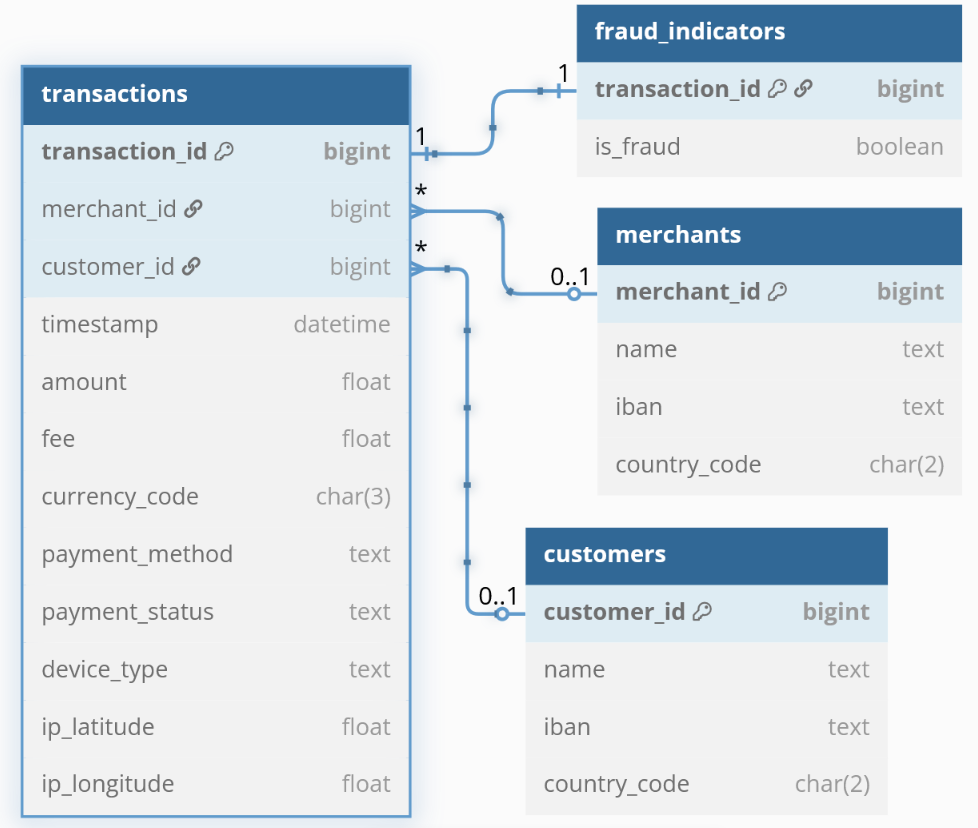 transactions
transaction_id bigint
merchant_id bigint
customer_id bigint
timestamp datetime
amount float
fee float
currency_code char(3)
payment_method text
payment_status text
device_type text
ip_latitude float
ip_longitude float
1
*
*
1
0..1
0..1
fraud_indicators
transaction_id bigint
is_fraud boolean
merchants
merchant_id bigint
name text
iban text
country_code char(2)
customers
customer_id bigint
name text
iban text
country_code char(2)